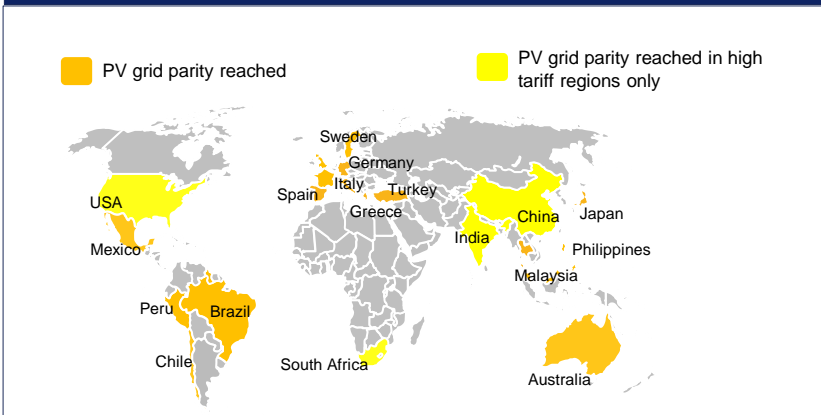 PV grid parity reached
PV grid parity reached in high
tariff regions only
Sweden
Germany
USA
Spain
Italy
Turkey
Greece
China
Japan
India
Mexico
Philippines
Malaysia
Peru
Brazil
Chile
South Africa
Australia